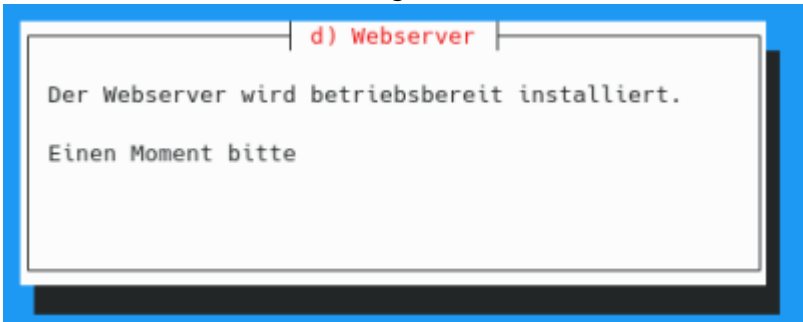 d) Webserver
Der Webserver wird betriebsbereit installiert.
Einen Moment bitte